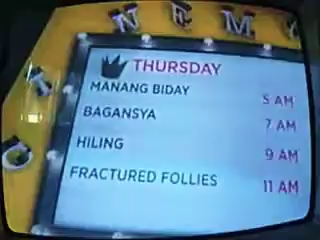 N E M Y
THURSDAY
MANANG BIDAY 5 AM
BAGANSYA 7 AM
HILING 9 AM
FRACTURED FOLLIES 11 AM